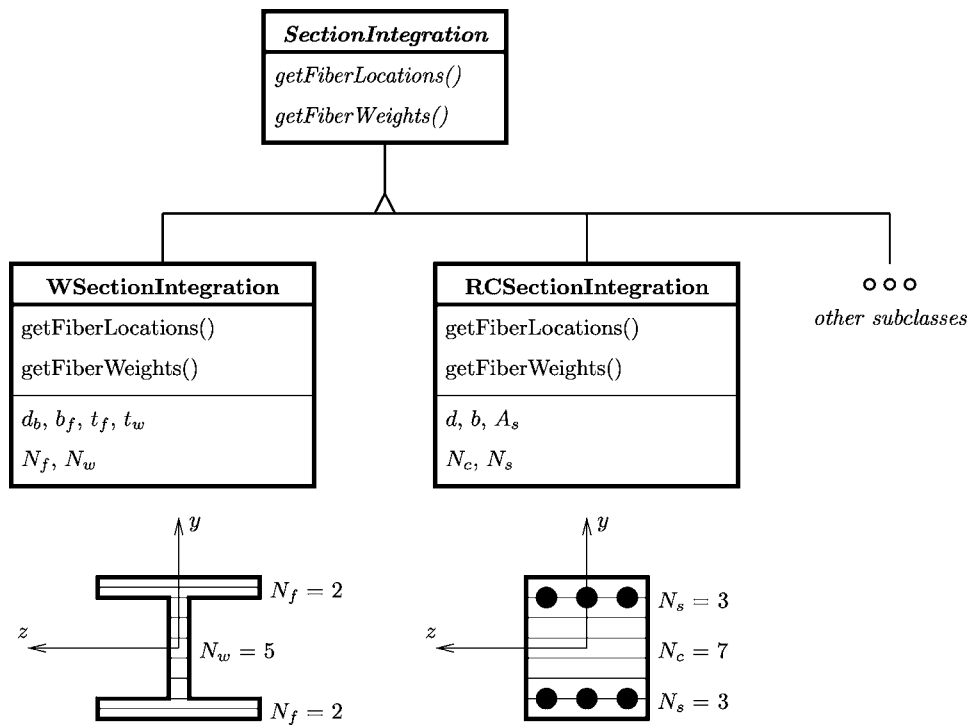 SectionIntegration
getFiberLocations()
getFiberWeights()
WSectionIntegration
getFiberLocations()
getFiberWeights()
d_b, b_f, t_f, t_w
N_f, N_w
RCSectionIntegration
getFiberLocations()
getFiberWeights()
d, b, A_s
N_c, N_s
other subclasses
y
N_f = 2
z
N_w = 5
N_f = 2
y
N_s = 3
z
N_c = 7
N_s = 3